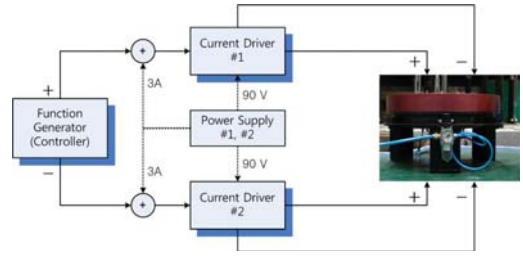 Current Driver
#1
+
+
−
3A
90 V
+
Function
Generator
(Controller)
Power Supply
#1, #2
−
3A
90 V
+
Current Driver
#2
+
−